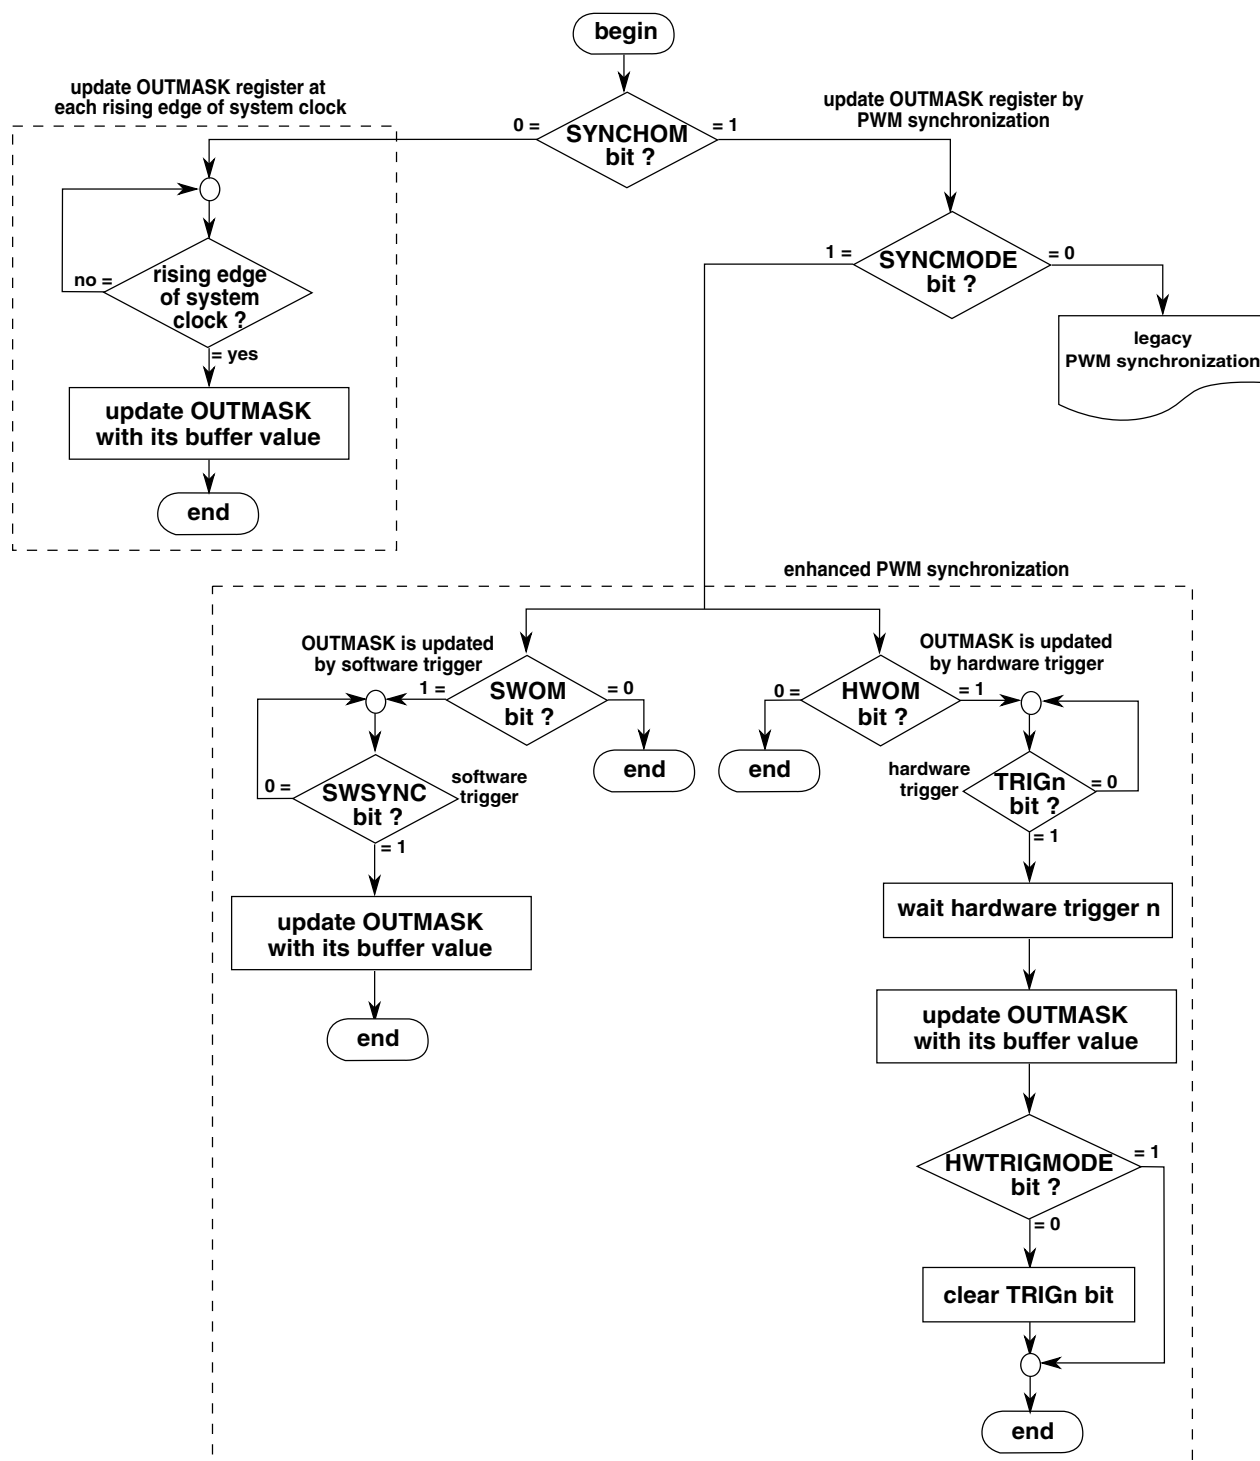 begin
update OUTMASK register at
each rising edge of system clock
update OUTMASK register by
PWM synchronization
0 =
SYNCHOM
bit ?
= 1
rising edge
of system
clock ?
no =
= yes
update OUTMASK
with its buffer value
end
1 =
SYNCMODE
bit ?
= 0
legacy
PWM synchronization
enhanced PWM synchronization
OUTMASK is updated
by software trigger
1 =
SWOM
bit ?
= 0
end
0 =
SWSYNC
bit ?
software
trigger
= 1
update OUTMASK
with its buffer value
end
OUTMASK is updated
by hardware trigger
0 =
HWOM
bit ?
= 1
end
hardware
trigger
TRIGn
bit ?
= 0
= 1
wait hardware trigger n
update OUTMASK
with its buffer value
HWTRIGMODE
bit ?
= 1
= 0
clear TRIGn bit
end